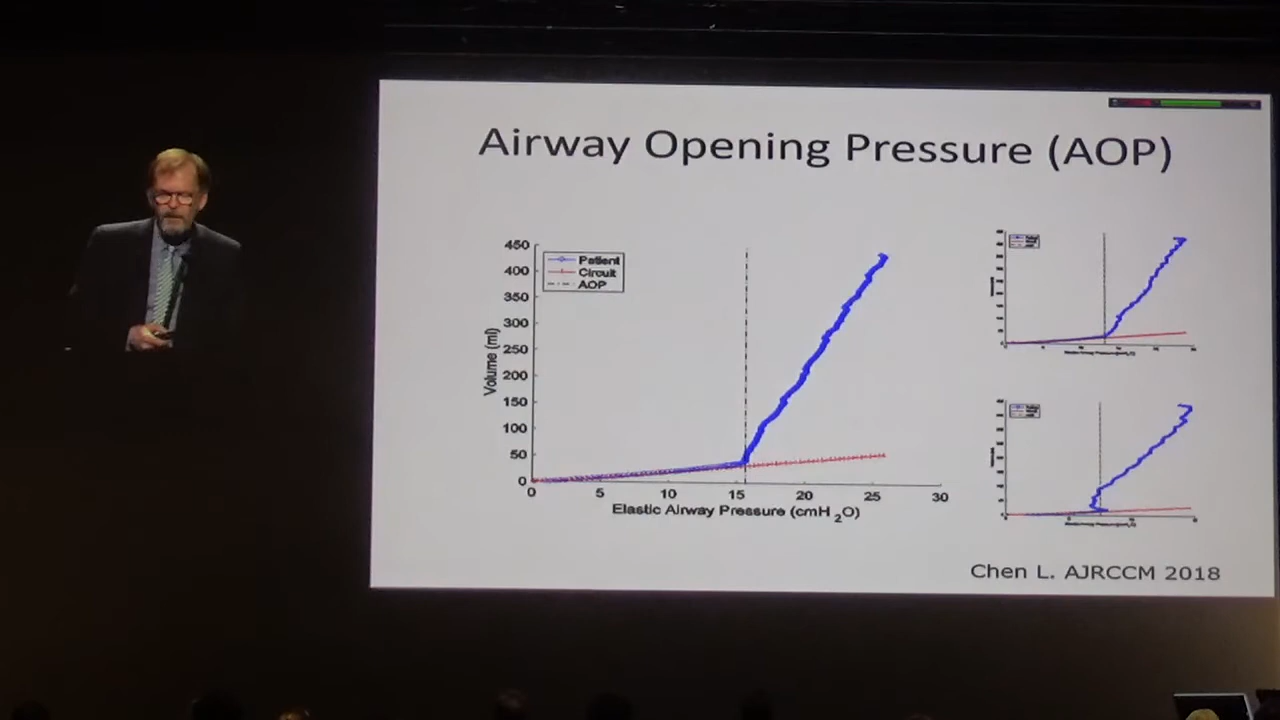 Airway Opening Pressure (AOP)
450
400
350
300
250
200
150
100
50
0
Volume (ml)
Patient
Circuit
AOP
0 5 10 15 20 25 30
Elastic Airway Pressure (cmH2O)
Chen L. AJRCCM 2018